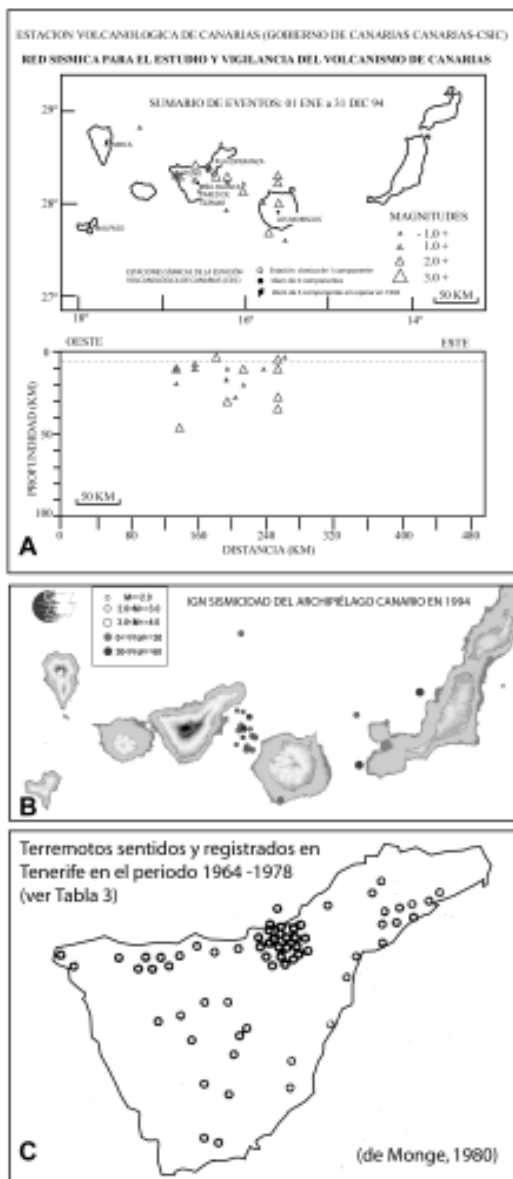 ESTACION VOLCANOLOGICA DE CANARIAS (GOBIERNO DE CANARIAS-CANARIAS-CSIC)
RED SISMICA PARA EL ESTUDIO Y VIGILANCIA DEL VOLCANISMO DE CANARIAS
SUMARIO DE EVENTOS: 01 ENE a 31 DIC 94
29°
28°
27°
MAGNITUDES
- 1.0 +
1.0 +
2.0 +
3.0 +
50 KM
18°
16°
14°
OESTE
ESTE
PROFUNDIDAD (KM)
0
50
100
50 KM
0
80
160
240
320
400
480
DISTANCIA (KM)
A
IGN SISMICIDAD DEL ARCHIPIÉLAGO CANARIO EN 1994
B
Terremotos sentidos y registrados en
Tenerife en el periodo 1964 -1978
(ver Tabla 3)
C
(de Monge, 1980)